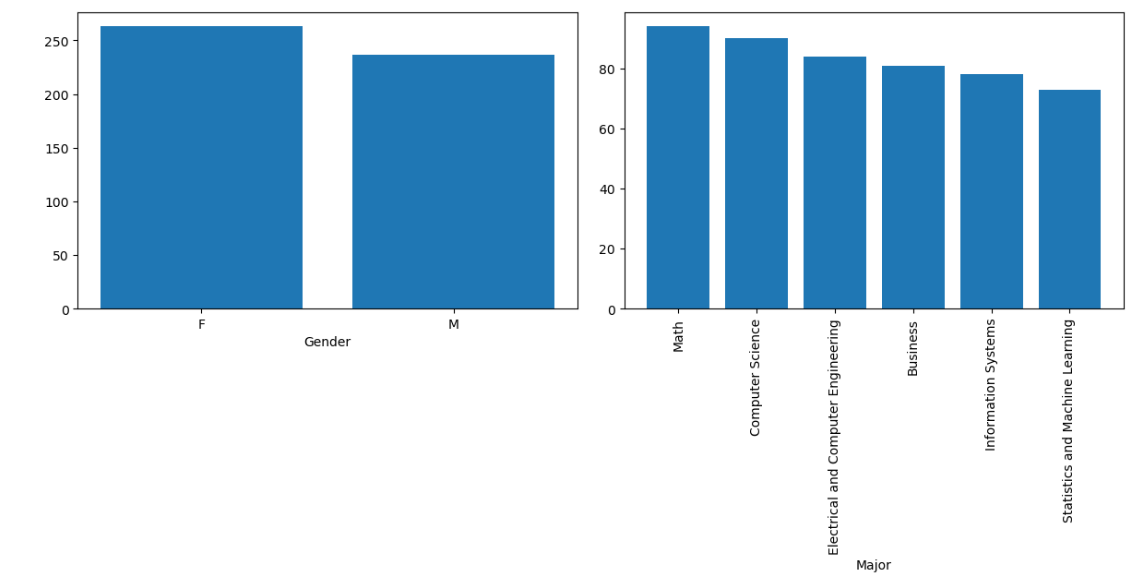 250
200
150
100
50
0
F
M
Gender
80
60
40
20
0
Math
Computer Science
Electrical and Computer Engineering
Business
Information Systems
Statistics and Machine Learning
Major